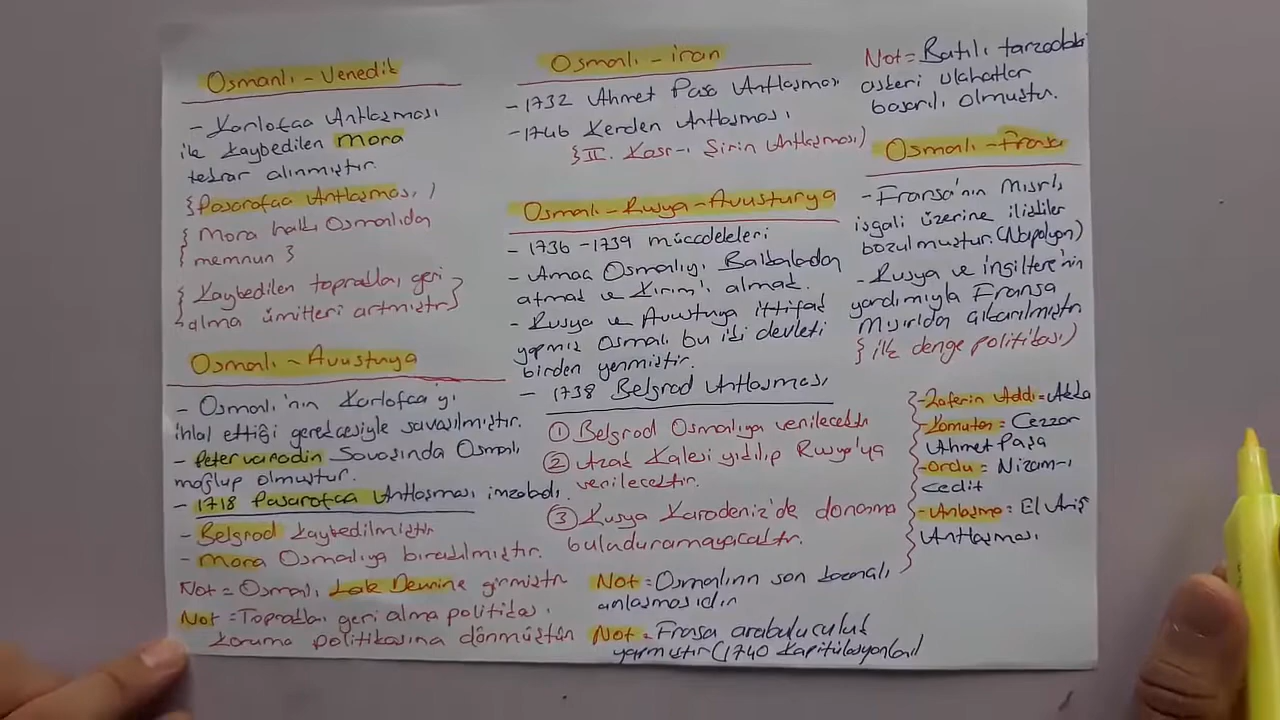 Osmanlı - Venedik
- Karlofça Antlaşması
ile kaybedilen Mora
tekrar alınmıştır.
{Pasarofça Antlaşması}
{ Mora halkı Osmanlıdan
memnun }
{ Kaybedilen toprakları geri
alma ümitleri artmıştır}
Osmanlı - Avusturya
- Osmanlı'nın Karlofça'yı
ihlal ettiği gerekçesiyle savaşılmıştır.
- Petervaradin Savaşında Osmanlı
mağlup olmuştur.
- 1718 Pasarofça Antlaşması imzalandı.
- Belgrad kaybedilmiştir
- Mora Osmanlıya bırakılmıştır.
Not = Osmanlı Lale Devrine girmiştir
Not = Toprakları geri alma politikası
koruma politikasına dönmüştür
Osmanlı - iran
- 1732 Ahmet Paşa Antlaşması
- 1746 Kerden Antlaşması
{II. Kasr-ı Şirin Antlaşması}
Osmanlı - Rusya - Avusturya
- 1736 - 1739 mücadeleleri
- Amaç Osmanlıyı Balkalardan
atmak ve Kırım'ı almak.
- Rusya ve Avusturya ittifak
yapmış Osmanlı bu iki devleti
birden yenmiştir.
- 1738 Belgrad Antlaşması
① Belgrad Osmanlıya verilecektir
② Azak Kalesi yıkılıp Rusya'ya
verilecektir.
③ Rusya Karadeniz'de donanma
bulunduramayacaktır.
Not = Osmanlının son kazançlı
anlaşmasıdır
Not = Fransa arabuluculuk
yapmıştır (1740 Kapitülasyonları)
Not = Batılı tarzdaki
askeri ıslahatlar
başarılı olmuştur.
Osmanlı - Fransa
- Fransa'nın Mısır'ı
işgali üzerine ilişkiler
bozulmuştur. (Napolyon)
- Rusya ve İngiltere'nin
yardımıyla Fransa
Mısırdan çıkarılmıştır
{ ilk denge politikası}
- Zaferin Adı = Akka
- Komutan = Cezzar
Ahmet Paşa
- Ordu = Nizam-ı
cedit
- Anlaşma = El Ariş
Antlaşması